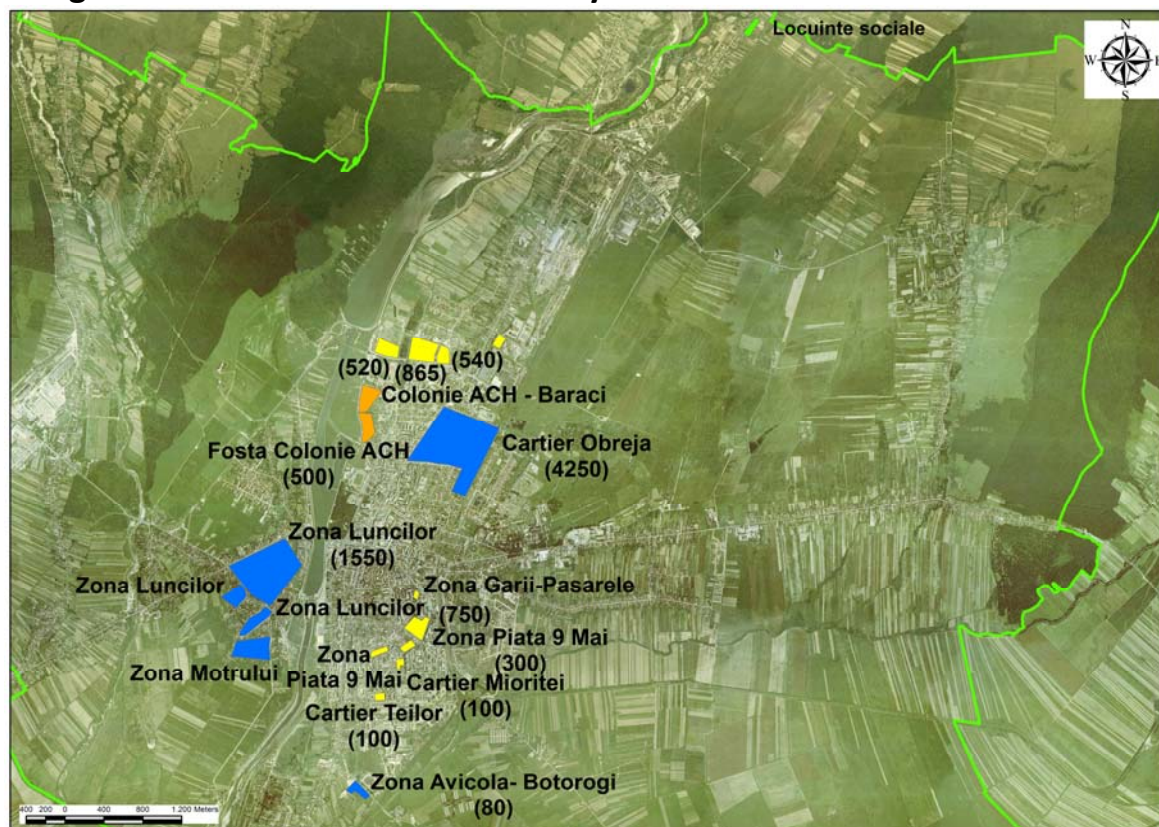 Locuinte sociale
N
W E
S
(520)
(865)
(540)
Colonie ACH - Baraci
Fosta Colonie ACH
(500)
Cartier Obreja
(4250)
Zona Luncilor
(1550)
Zona Luncilor
Zona Luncilor
Zona Motrului
Zona Garii-Pasarele
(750)
Zona Piata 9 Mai
(300)
Zona
Piata 9 Mai
Cartier Mioritei
(100)
Cartier Teilor
(100)
Zona Avicola- Botorogi
(80)
400 200 0 400 800 1.200 Meters